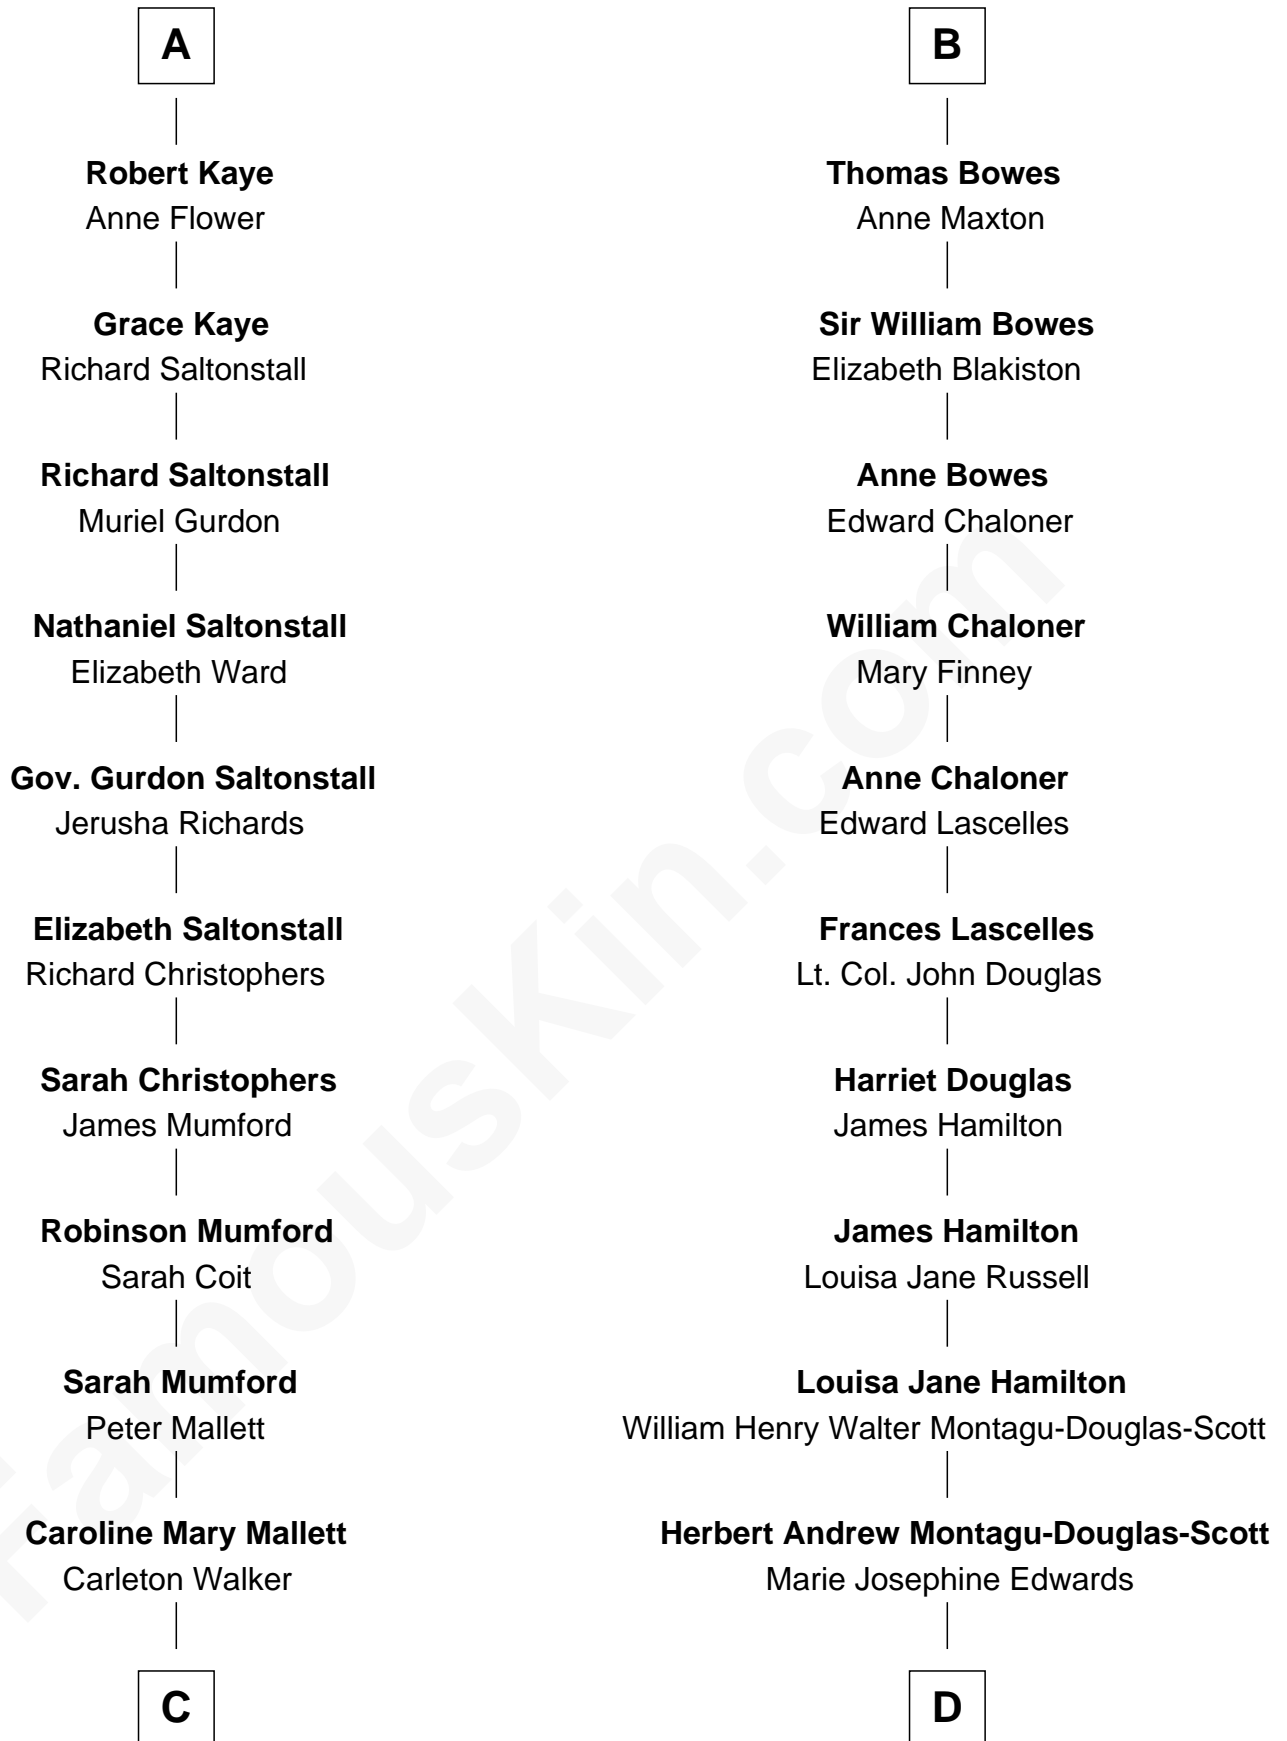 A
Robert Kaye
Anne Flower
Grace Kaye
Richard Saltonstall
Richard Saltonstall
Muriel Gurdon
Nathaniel Saltonstall
Elizabeth Ward
Gov. Gurdon Saltonstall
Jerusha Richards
Elizabeth Saltonstall
Richard Christophers
Sarah Christophers
James Mumford
Robinson Mumford
Sarah Coit
Sarah Mumford
Peter Mallett
Caroline Mary Mallett
Carleton Walker
C
B
Thomas Bowes
Anne Maxton
Sir William Bowes
Elizabeth Blakiston
Anne Bowes
Edward Chaloner
William Chaloner
Mary Finney
Anne Chaloner
Edward Lascelles
Frances Lascelles
Lt. Col. John Douglas
Harriet Douglas
James Hamilton
James Hamilton
Louisa Jane Russell
Louisa Jane Hamilton
William Henry Walter Montagu-Douglas-Scott
Herbert Andrew Montagu-Douglas-Scott
Marie Josephine Edwards
D
FamousKin.com